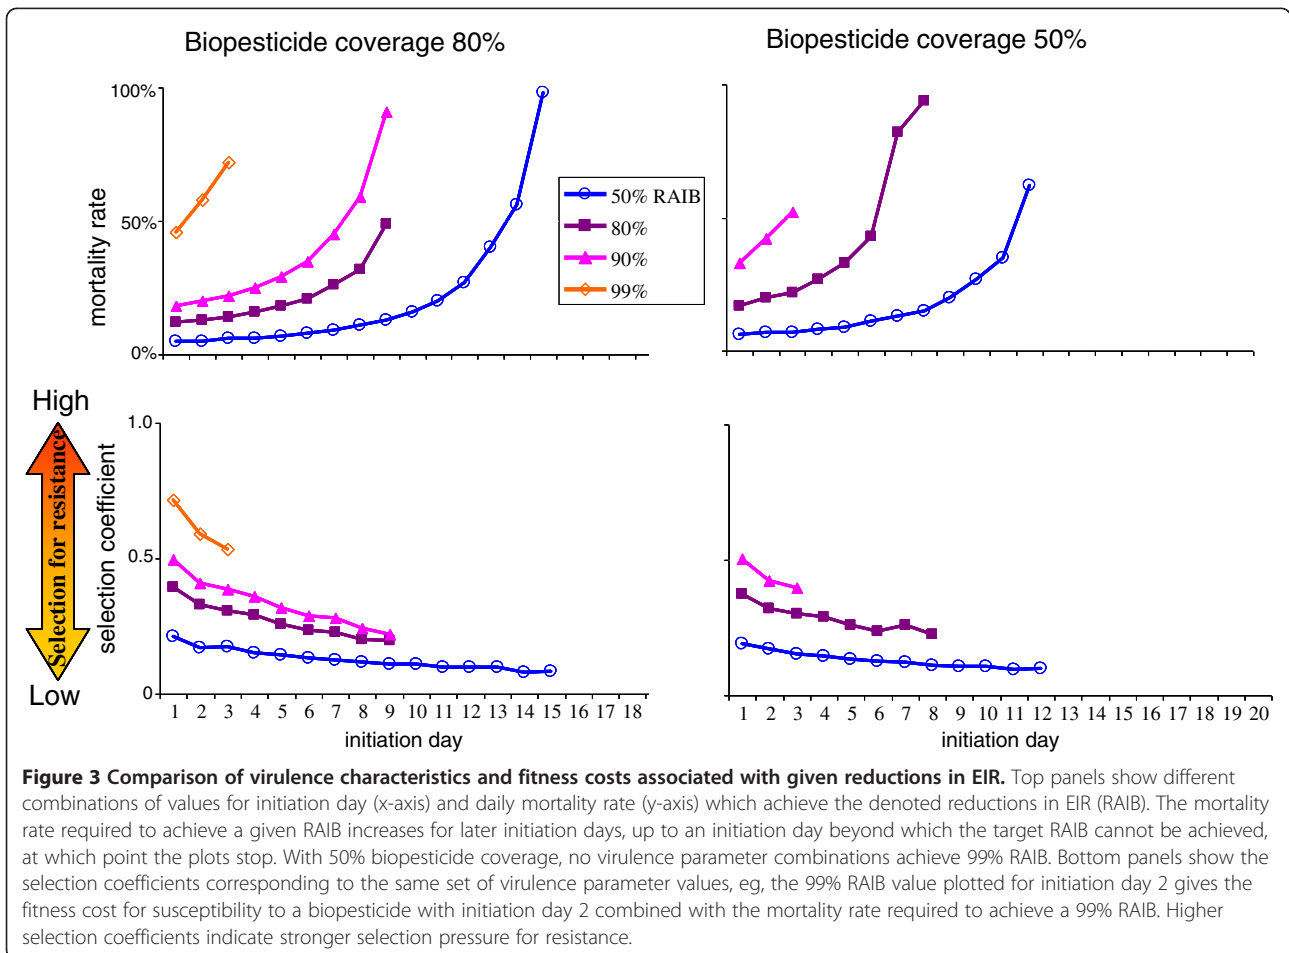 Biopesticide coverage 80%
Biopesticide coverage 50%
100%
50%
0%
mortality rate
50% RAIB
80%
90%
99%
High
Selection for resistance
Low
selection coefficient
1.0
0.5
0
1 2 3 4 5 6 7 8 9 10 11 12 13 14 15 16 17 18
initiation day
1 2 3 4 5 6 7 8 9 10 11 12 13 14 15 16 17 18 19 20
initiation day
Figure 3 Comparison of virulence characteristics and fitness costs associated with given reductions in EIR. Top panels show different
combinations of values for initiation day (x-axis) and daily mortality rate (y-axis) which achieve the denoted reductions in EIR (RAIB). The mortality
rate required to achieve a given RAIB increases for later initiation days, up to an initiation day beyond which the target RAIB cannot be achieved,
at which point the plots stop. With 50% biopesticide coverage, no virulence parameter combinations achieve 99% RAIB. Bottom panels show the
selection coefficients corresponding to the same set of virulence parameter values, eg, the 99% RAIB value plotted for initiation day 2 gives the
fitness cost for susceptibility to a biopesticide with initiation day 2 combined with the mortality rate required to achieve a 99% RAIB. Higher
selection coefficients indicate stronger selection pressure for resistance.